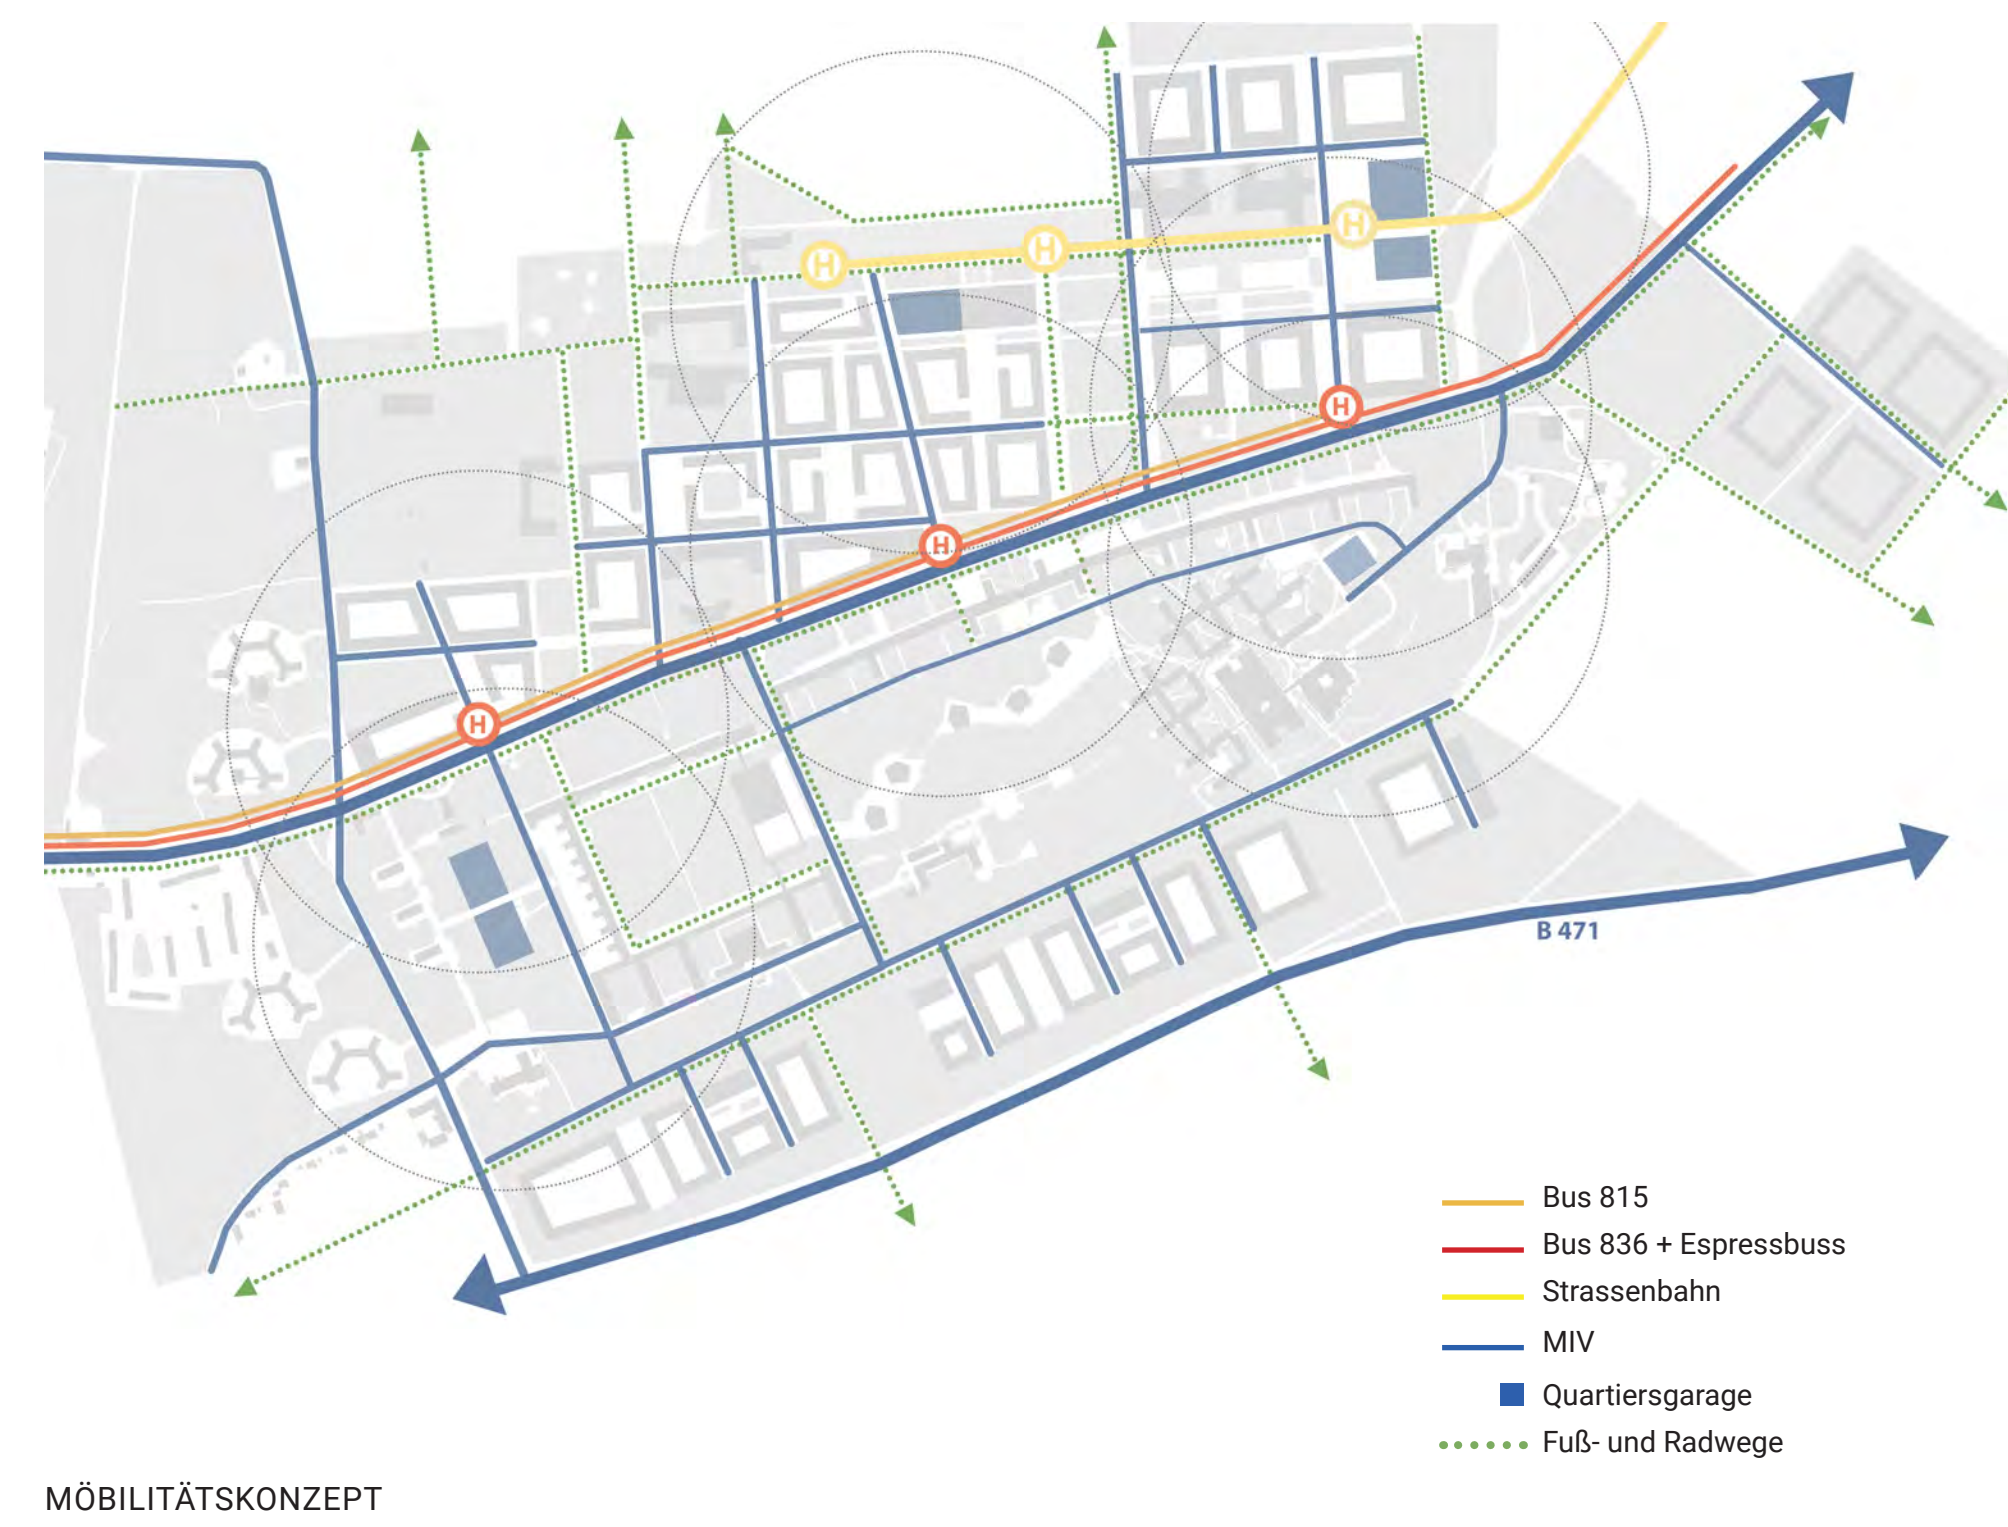 H
H
H
H
H
H
B 471
Bus 815
Bus 836 + Espressbuss
Strassenbahn
MIV
Quartiersgarage
Fuß- und Radwege
MÖBILITÄTSKONZEPT